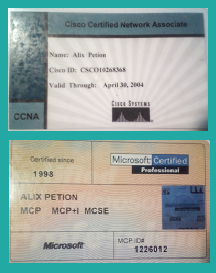 Cisco Certified Network Associate
Name: Alix Petion
Cisco ID: CSCO10268368
Valid Through: April 30, 2004
CISCO SYSTEMS
CCNA
Certified since
1998
Microsoft Certified
Professional
ALIX PETION
MCP MCP+I MCSE
Microsoft
MCP ID#
1226012